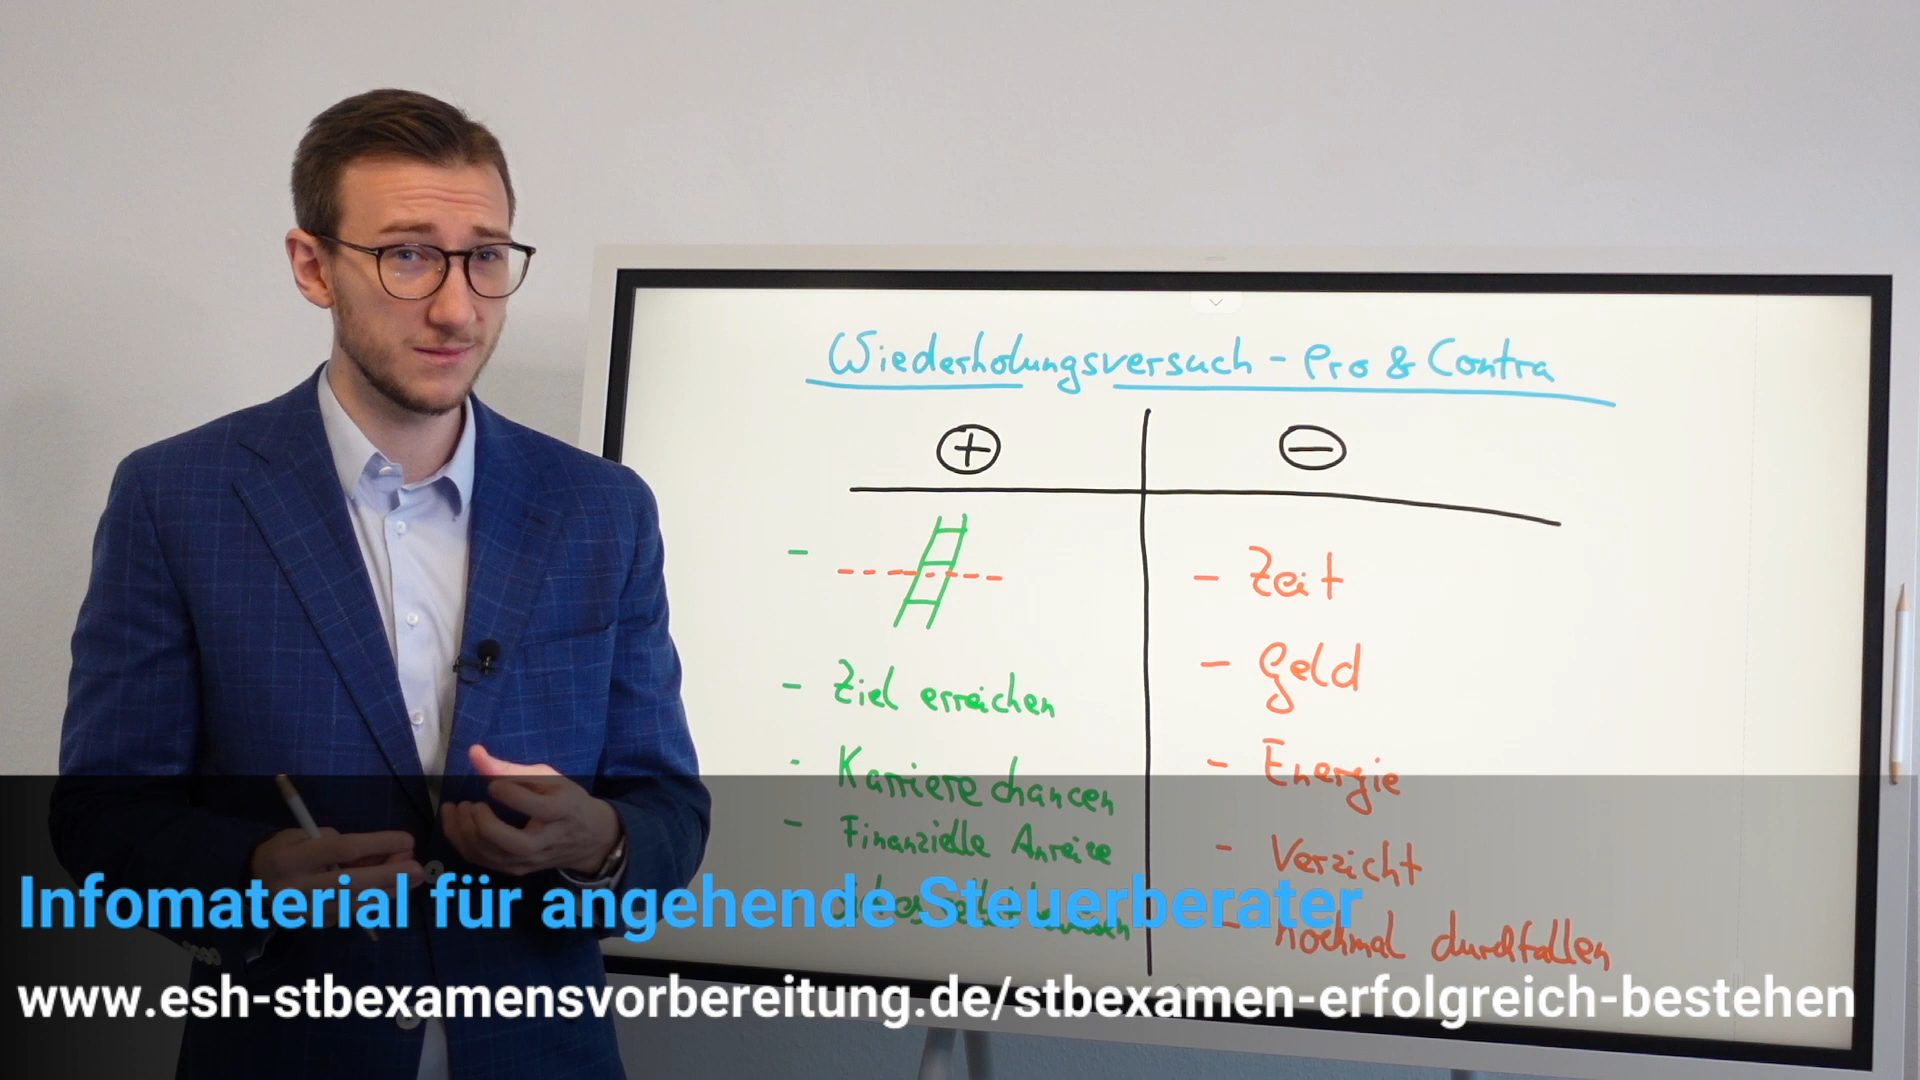 Wiederholungsversuch - Pro & Contra
+
-
-
- Ziel erreichen
- Karrierechancen
- Finanzielle Anreize
- Zeit
- Geld
- Energie
- Verzicht
- nochmal durchfallen
Infomaterial für angehende Steuerberater
www.esh-stbexamensvorbereitung.de/stbexamen-erfolgreich-bestehen